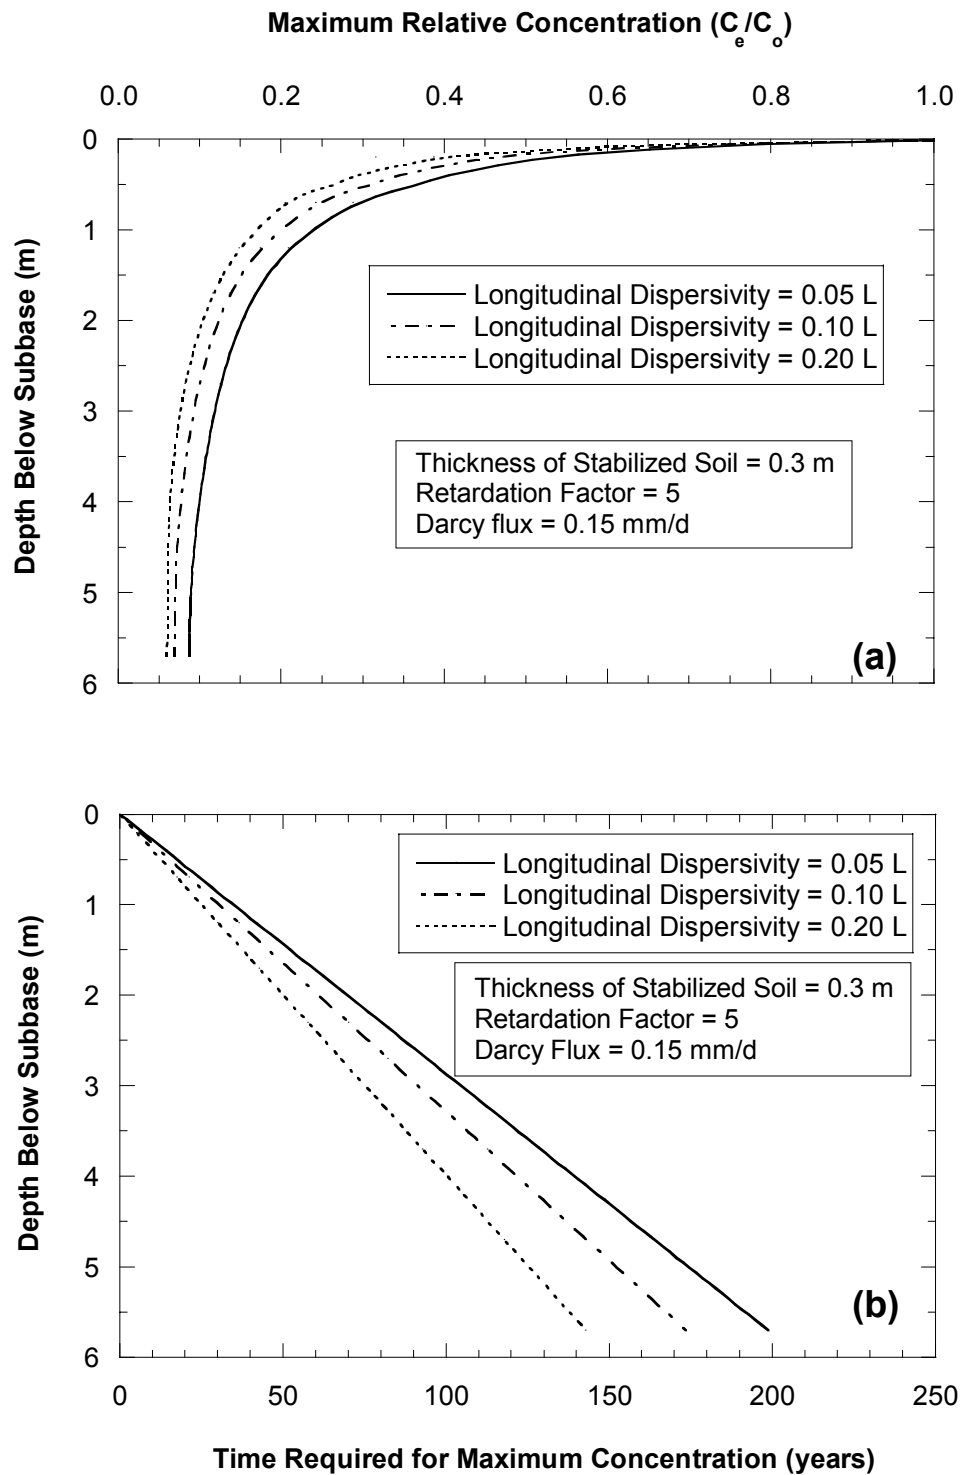 Maximum Relative Concentration (Ce/Co)
0.0 0.2 0.4 0.6 0.8 1.0
0
1
2
3
4
5
6
Depth Below Subbase (m)
Longitudinal Dispersivity = 0.05 L
Longitudinal Dispersivity = 0.10 L
Longitudinal Dispersivity = 0.20 L
Thickness of Stabilized Soil = 0.3 m
Retardation Factor = 5
Darcy flux = 0.15 mm/d
(a)
0
1
2
3
4
5
6
Depth Below Subbase (m)
Longitudinal Dispersivity = 0.05 L
Longitudinal Dispersivity = 0.10 L
Longitudinal Dispersivity = 0.20 L
Thickness of Stabilized Soil = 0.3 m
Retardation Factor = 5
Darcy Flux = 0.15 mm/d
(b)
0 50 100 150 200 250
Time Required for Maximum Concentration (years)